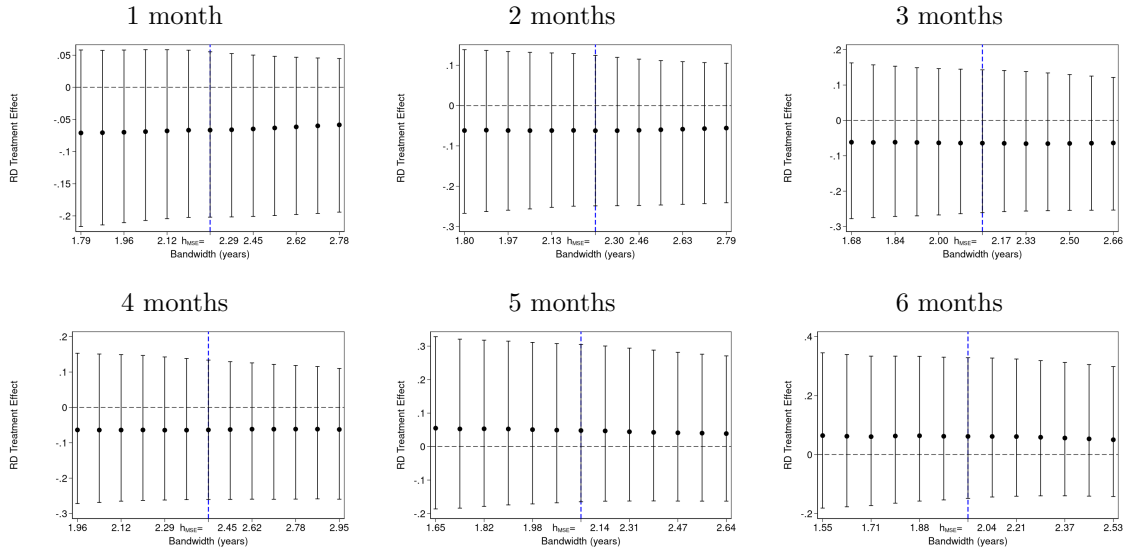 1 month
2 months
3 months
RD Treatment Effect
.05
0
-.05
-.1
-.15
-.2
1.79 1.96 2.12 hMSE= 2.29 2.45 2.62 2.78
Bandwidth (years)
RD Treatment Effect
.1
0
-.1
-.2
-.3
1.80 1.97 2.13 hMSE= 2.30 2.46 2.63 2.79
Bandwidth (years)
RD Treatment Effect
.2
.1
0
-.1
-.2
-.3
1.68 1.84 2.00 hMSE= 2.17 2.33 2.50 2.66
Bandwidth (years)
4 months
5 months
6 months
RD Treatment Effect
.2
.1
0
-.1
-.2
-.3
1.96 2.12 2.29 hMSE= 2.45 2.62 2.78 2.95
Bandwidth (years)
RD Treatment Effect
.3
.2
.1
0
-.1
-.2
1.65 1.82 1.98 hMSE= 2.14 2.31 2.47 2.64
Bandwidth (years)
RD Treatment Effect
.4
.2
0
-.2
1.55 1.71 1.88 hMSE= 2.04 2.21 2.37 2.53
Bandwidth (years)